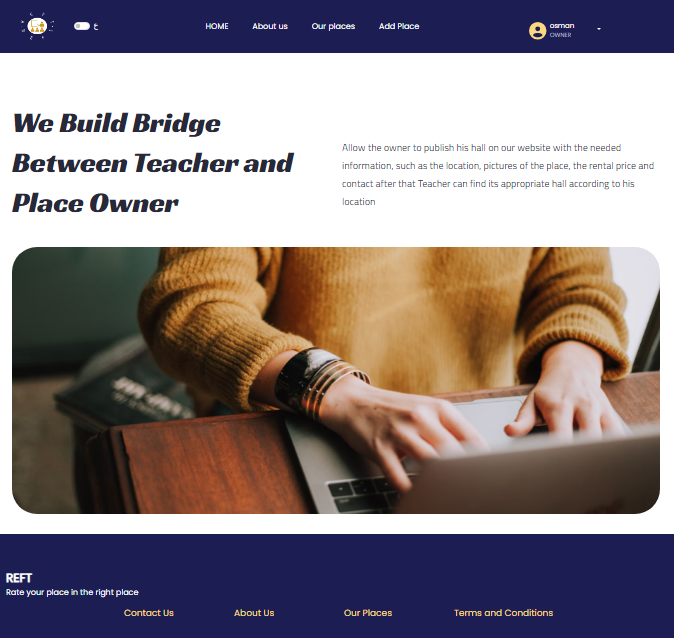 ع
HOME
About us
Our places
Add Place
osman
OWNER
We Build Bridge
Between Teacher and
Place Owner
Allow the owner to publish his hall on our website with the needed
information, such as the location, pictures of the place, the rental price and
contact after that Teacher can find its appropriate hall according to his
location
REFT
Rate your place in the right place
Contact Us
About Us
Our Places
Terms and Conditions